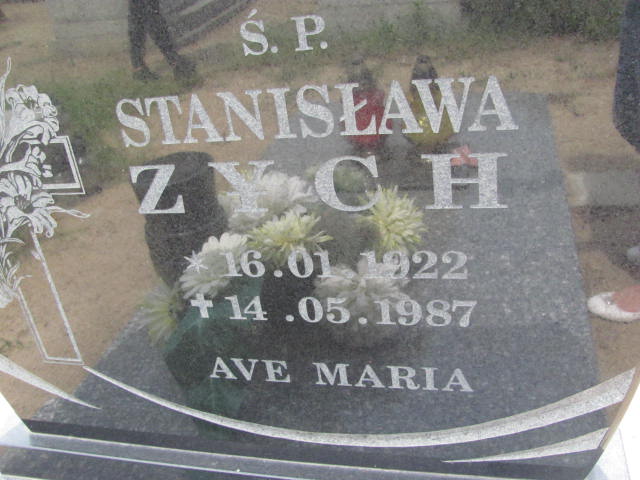 Ś. P.
STANISŁAWA
ZYCH
* 16.01.1922
✝ 14.05.1987
AVE MARIA